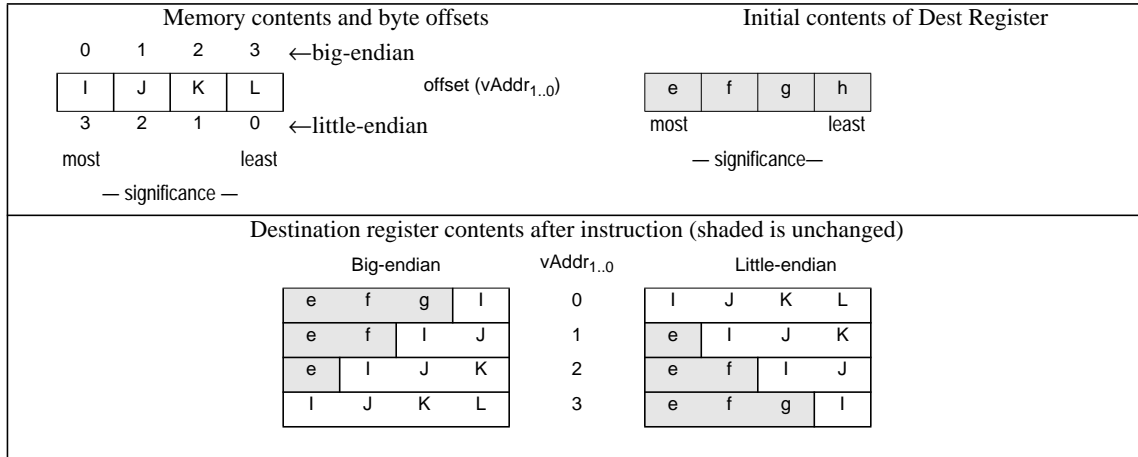 Memory contents and byte offsets
Initial contents of Dest Register
0 1 2 3 ←big-endian
I J K L
offset (vAddr1..0)
e f g h
3 2 1 0 ←little-endian
most least
most least
— significance —
— significance—
Destination register contents after instruction (shaded is unchanged)
Big-endian vAddr1..0 Little-endian
e f g I 0 I J K L
e f I J 1 e I J K
e I J K 2 e f I J
I J K L 3 e f g I